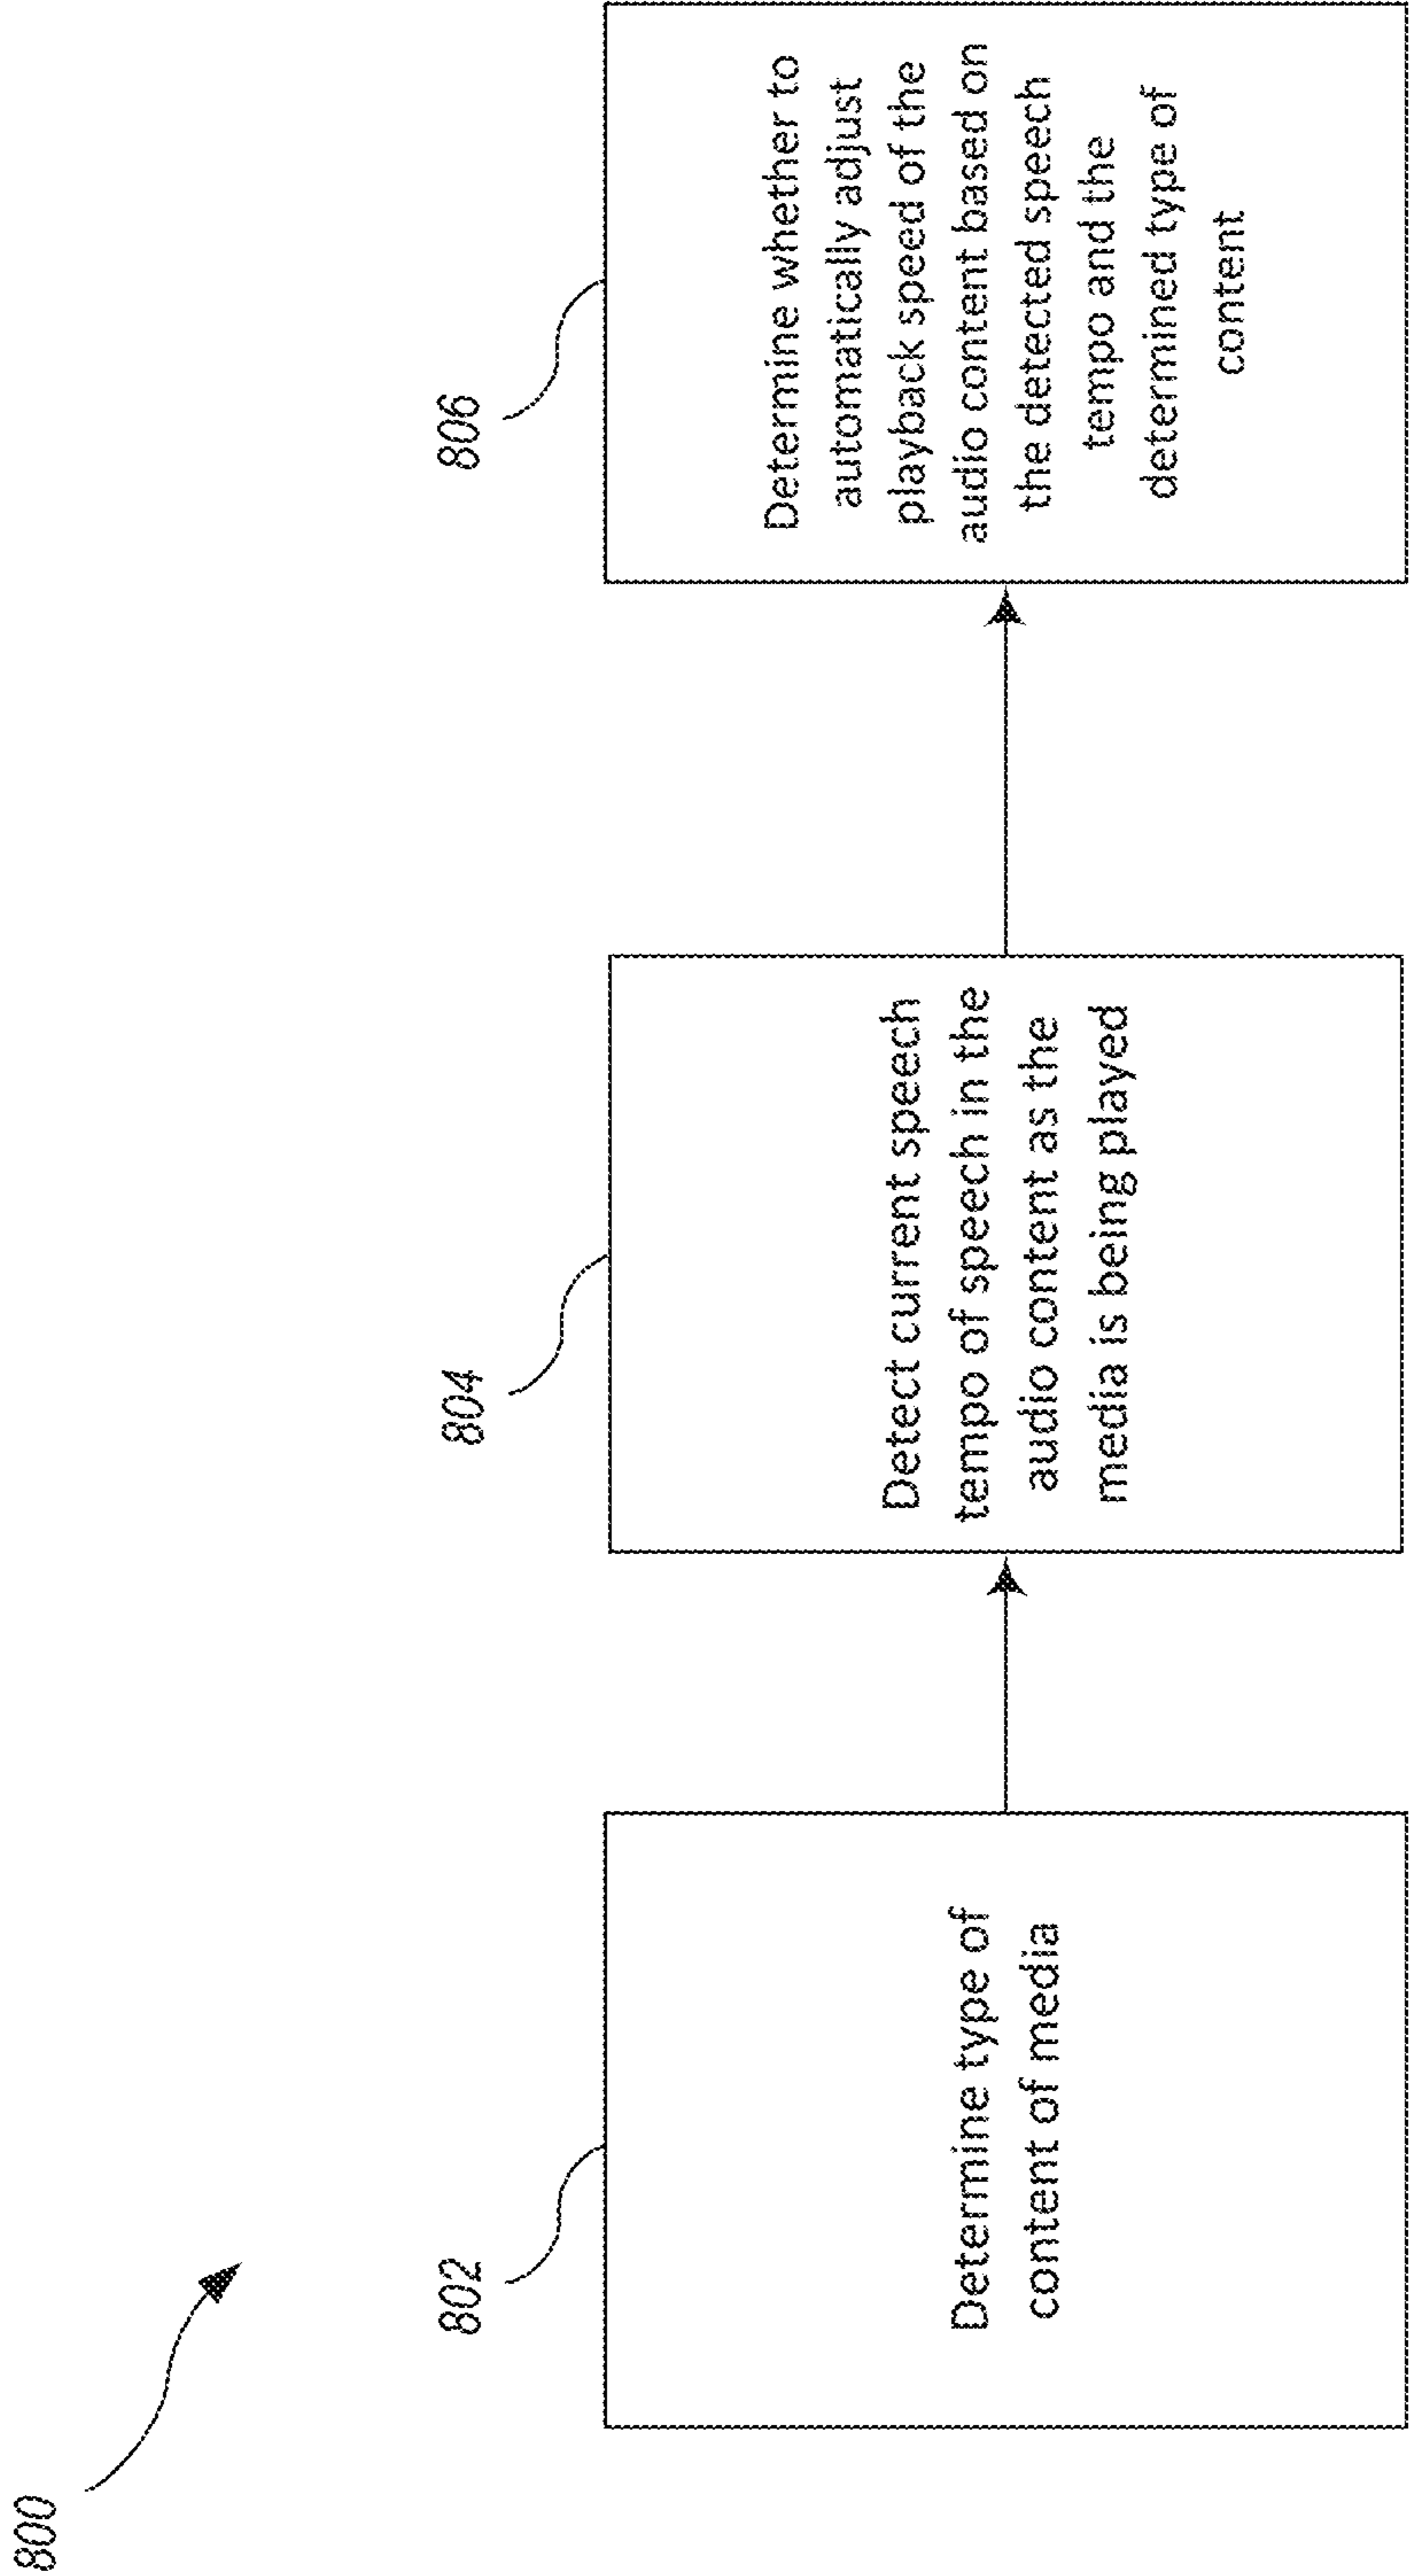 800
802
Determine type of
content of media
804
Detect current speech
tempo of speech in the
audio content as the
media is being played
806
Determine whether to
automatically adjust
playback speed of the
audio content based on
the detected speech
tempo and the
determined type of
content